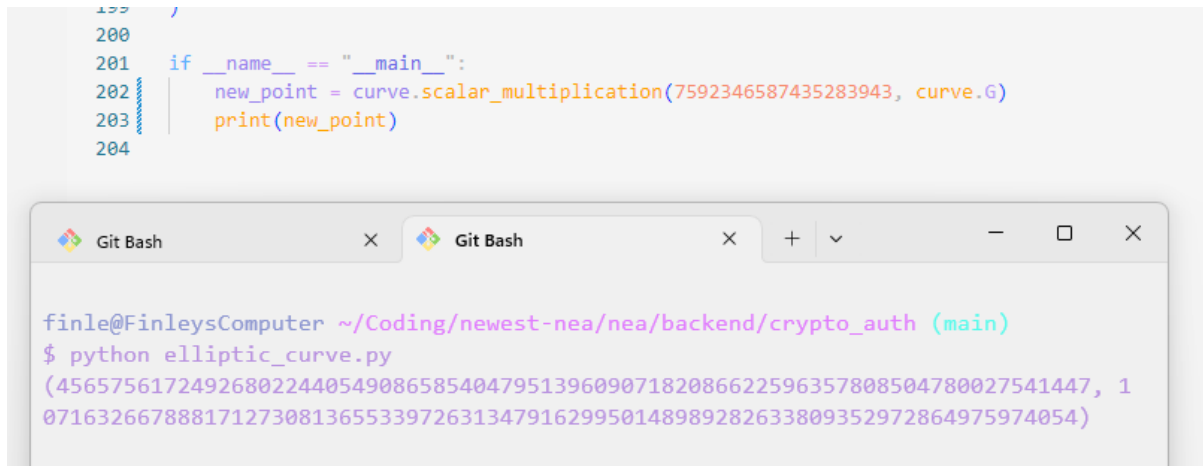 199 )
200
201 if __name__ == "__main__":
202 new_point = curve.scalar_multiplication(7592346587435283943, curve.G)
203 print(new_point)
204
Git Bash
Git Bash
finle@FinleysComputer ~/Coding/newest-nea/nea/backend/crypto_auth (main)
$ python elliptic_curve.py
(45657561724926802244054908658540479513960907182086622596357808504780027541447, 1
07163266788817127308136553397263134791629950148989282633809352972864975974054)